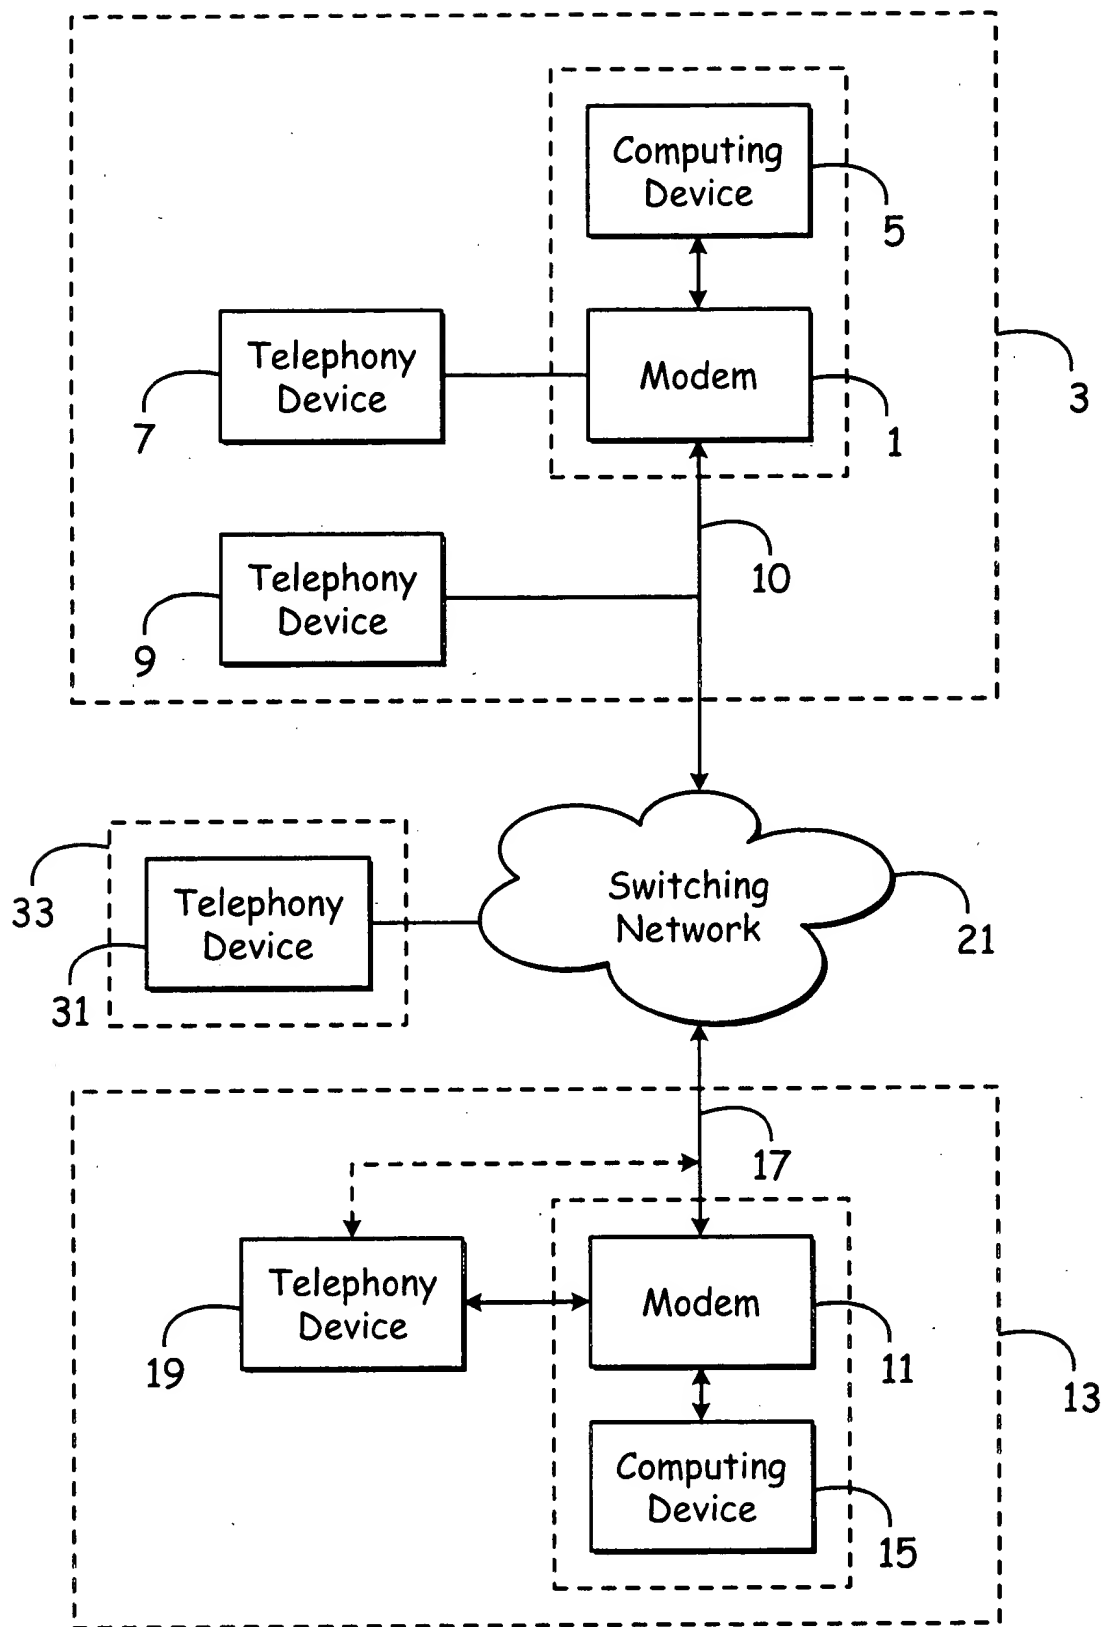 Computing
Device
5
Telephony
Device
Modem
3
7
1
10
Telephony
Device
9
33
Telephony
Device
Switching
Network
21
31
17
Telephony
Device
Modem
19
11
13
Computing
Device
15